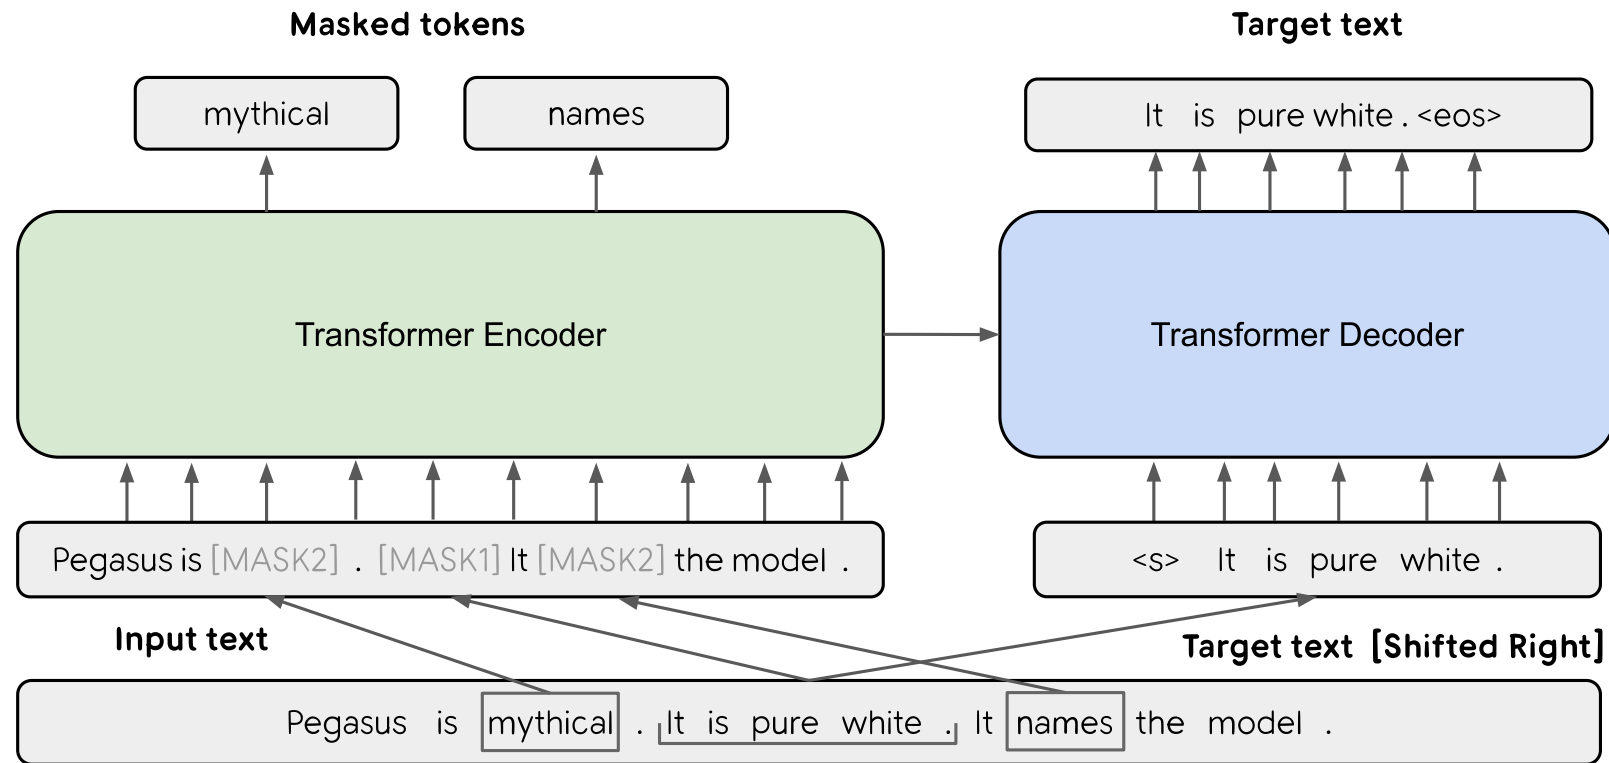 Masked tokens
Target text
mythical
names
It is pure white . <eos>
Transformer Encoder
Transformer Decoder
Pegasus is [MASK2] . [MASK1] It [MASK2] the model .
<s> It is pure white .
Input text
Target text [Shifted Right]
Pegasus is mythical . It is pure white . It names the model .